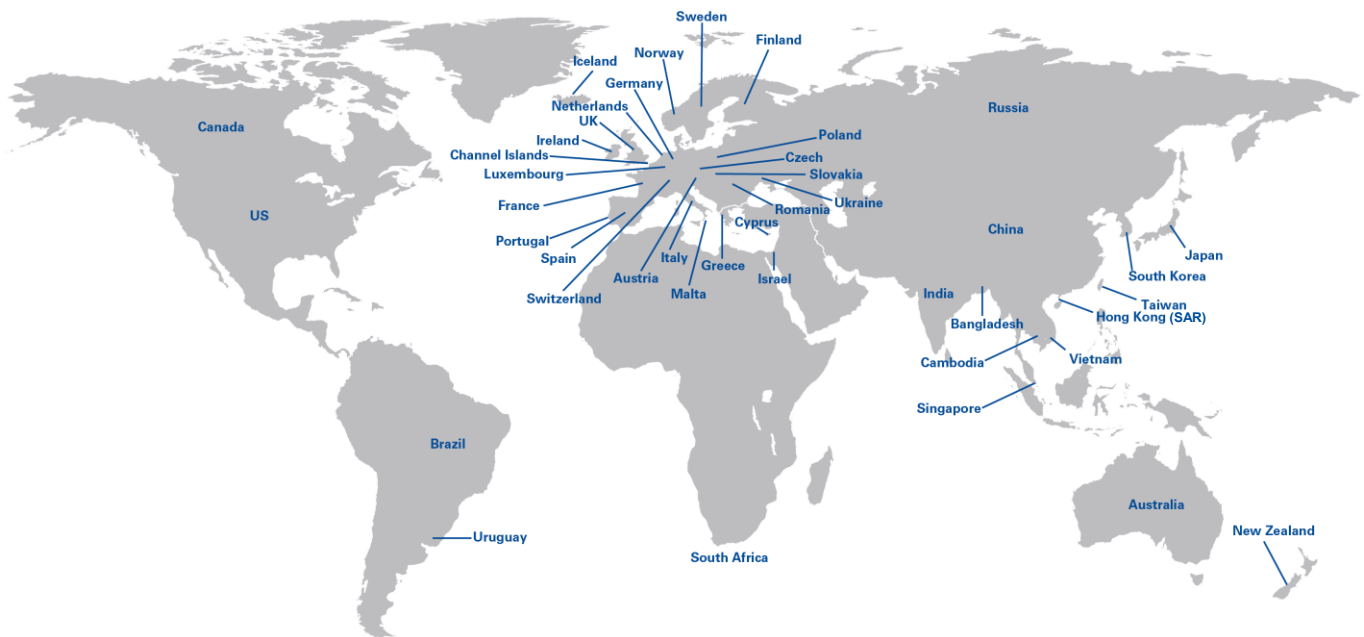 Sweden
Finland
Norway
Iceland
Germany
Netherlands
UK
Ireland
Channel Islands
Luxembourg
France
Portugal
Spain
Switzerland
Austria
Italy
Malta
Greece
Cyprus
Israel
Poland
Czech
Slovakia
Ukraine
Romania
Russia
Canada
US
China
Japan
South Korea
Taiwan
Hong Kong (SAR)
India
Bangladesh
Vietnam
Cambodia
Singapore
Brazil
Uruguay
South Africa
Australia
New Zealand